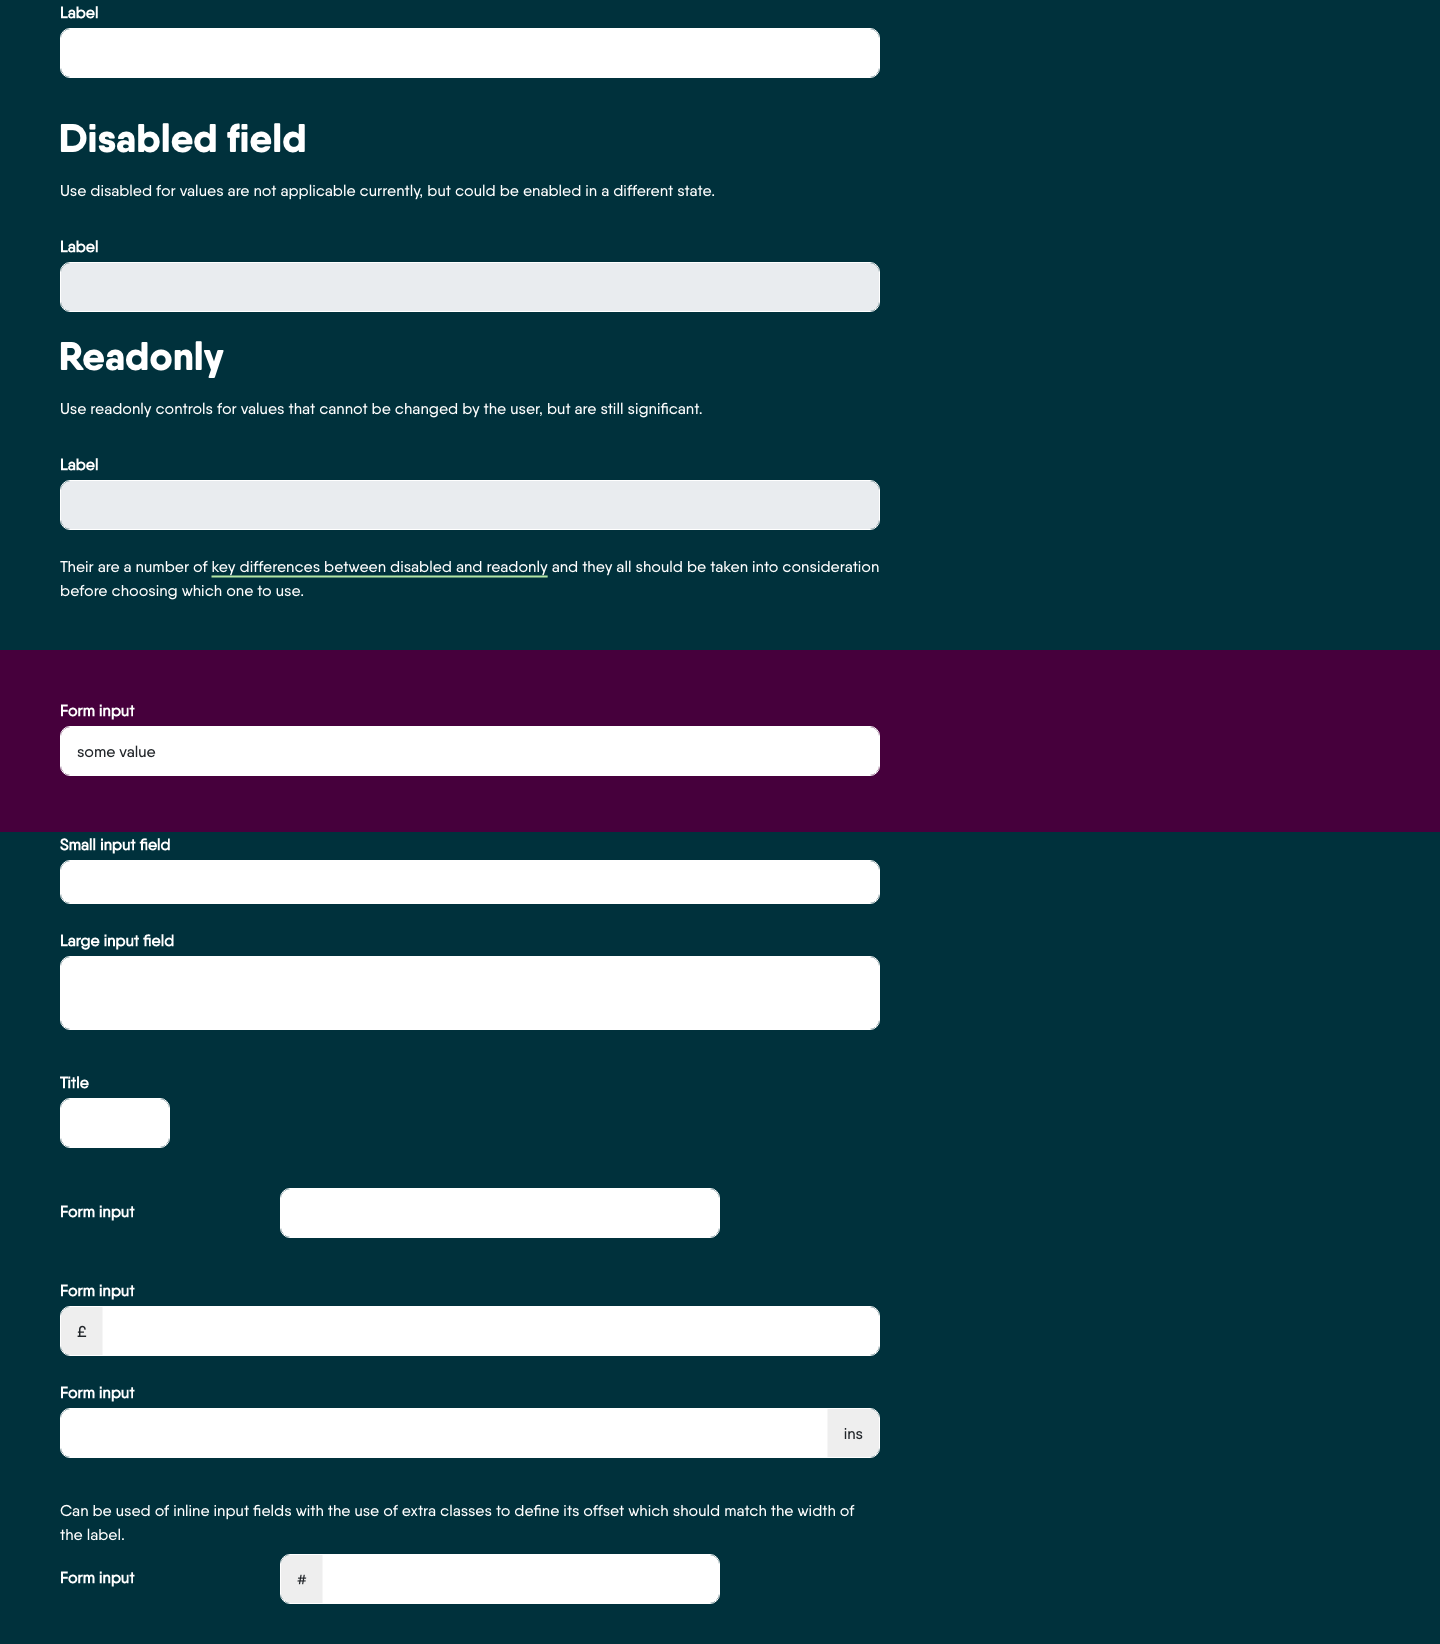 Label
Disabled field
Use disabled for values are not applicable currently, but could be enabled in a different state.
Label
Readonly
Use readonly controls for values that cannot be changed by the user, but are still significant.
Label
Their are a number of key differences between disabled and readonly and they all should be taken into consideration
before choosing which one to use.
Form input
some value
Small input field
Large input field
Title
Form input
Form input
£
Form input
ins
Can be used of inline input fields with the use of extra classes to define its offset which should match the width of
the label.
Form input
#